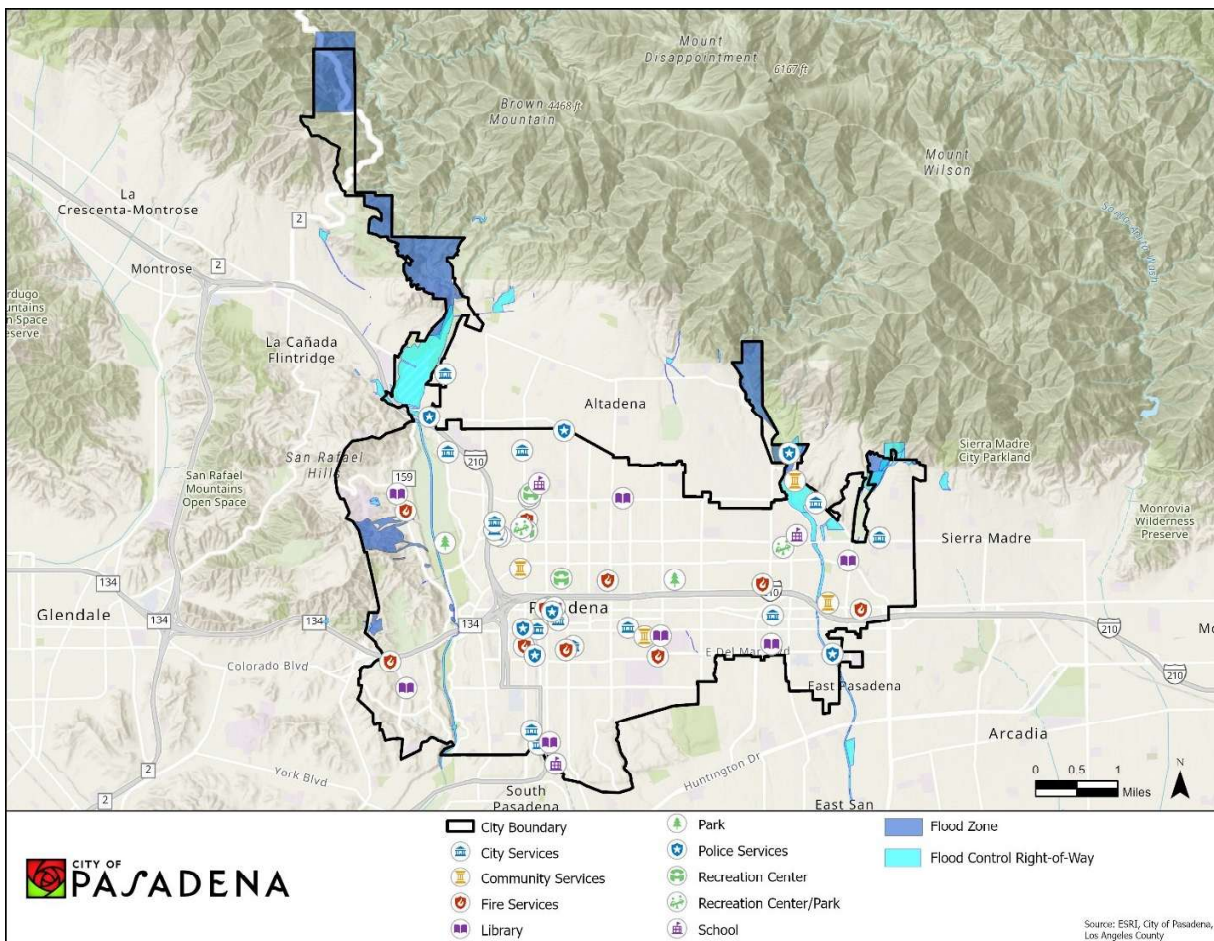 Mount
Disappointment
6167 ft
Brown
Mountain
4468 ft
Mount
Wilson
La
Crescenta-Montrose
2
Montrose
2
La Cañada
Flintridge
Altadena
Sierra Madre
City Parkland
San Rafael
Hills
210
159
San Rafael
Mountains
Open Space
Monrovia
Wilderness
Preserve
Sierra Madre
134
Glendale
134
134
210
210
210
Colorado Blvd
East Pasadena
Arcadia
2
York Blvd
Huntington Dr
South
Pasadena
East San
0 0.5 1
Miles
N
City Boundary
City Services
Community Services
Fire Services
Library
Park
Police Services
Recreation Center
Recreation Center/Park
School
Flood Zone
Flood Control Right-of-Way
CITY OF
PASADENA
Source: ESRI, City of Pasadena,
Los Angeles County